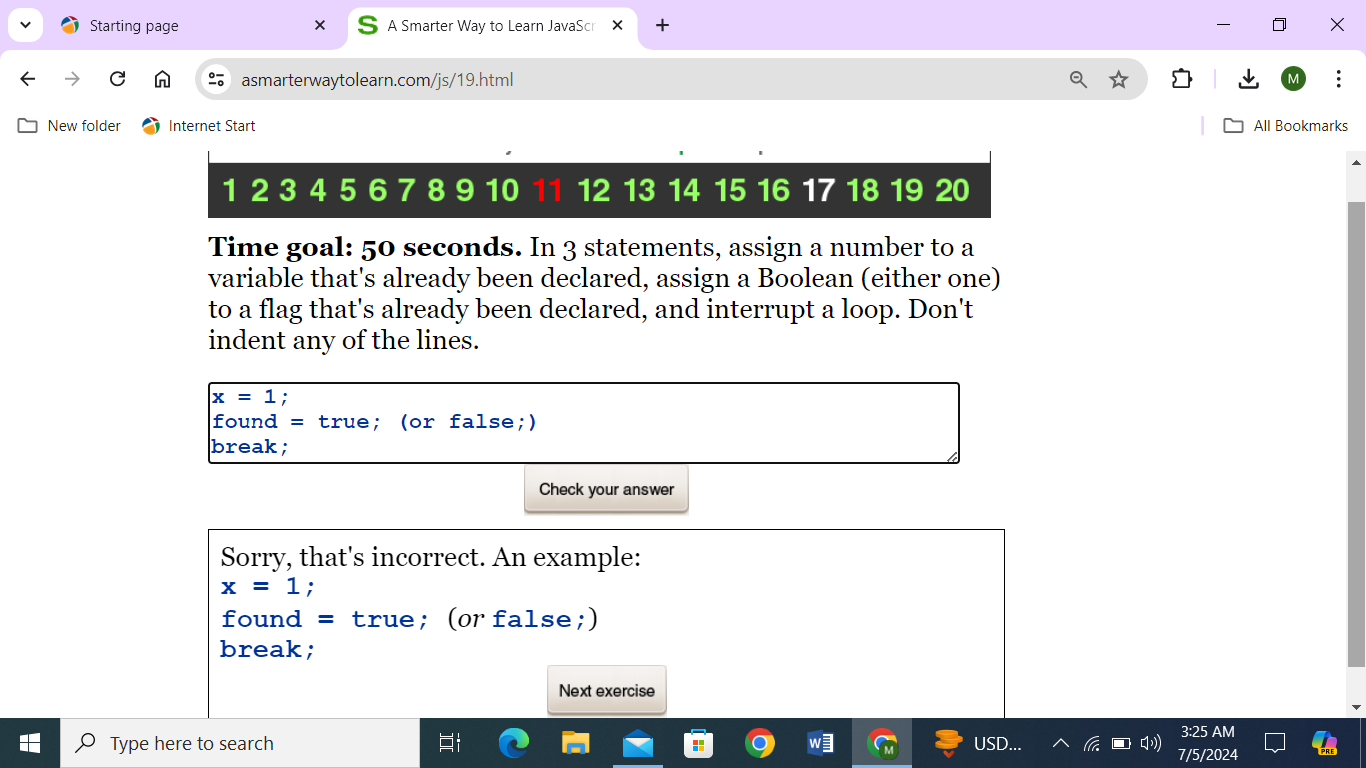 Starting page
A Smarter Way to Learn JavaScr
asmarterwaytolearn.com/js/19.html
M
New folder
Internet Start
All Bookmarks
1 2 3 4 5 6 7 8 9 10 11 12 13 14 15 16 17 18 19 20
Time goal: 50 seconds. In 3 statements, assign a number to a
variable that's already been declared, assign a Boolean (either one)
to a flag that's already been declared, and interrupt a loop. Don't
indent any of the lines.
x = 1;
found = true; (or false;)
break;
Check your answer
Sorry, that's incorrect. An example:
x = 1;
found = true; (or false;)
break;
Next exercise
Type here to search
M
USD...
3:25 AM
7/5/2024
PRE